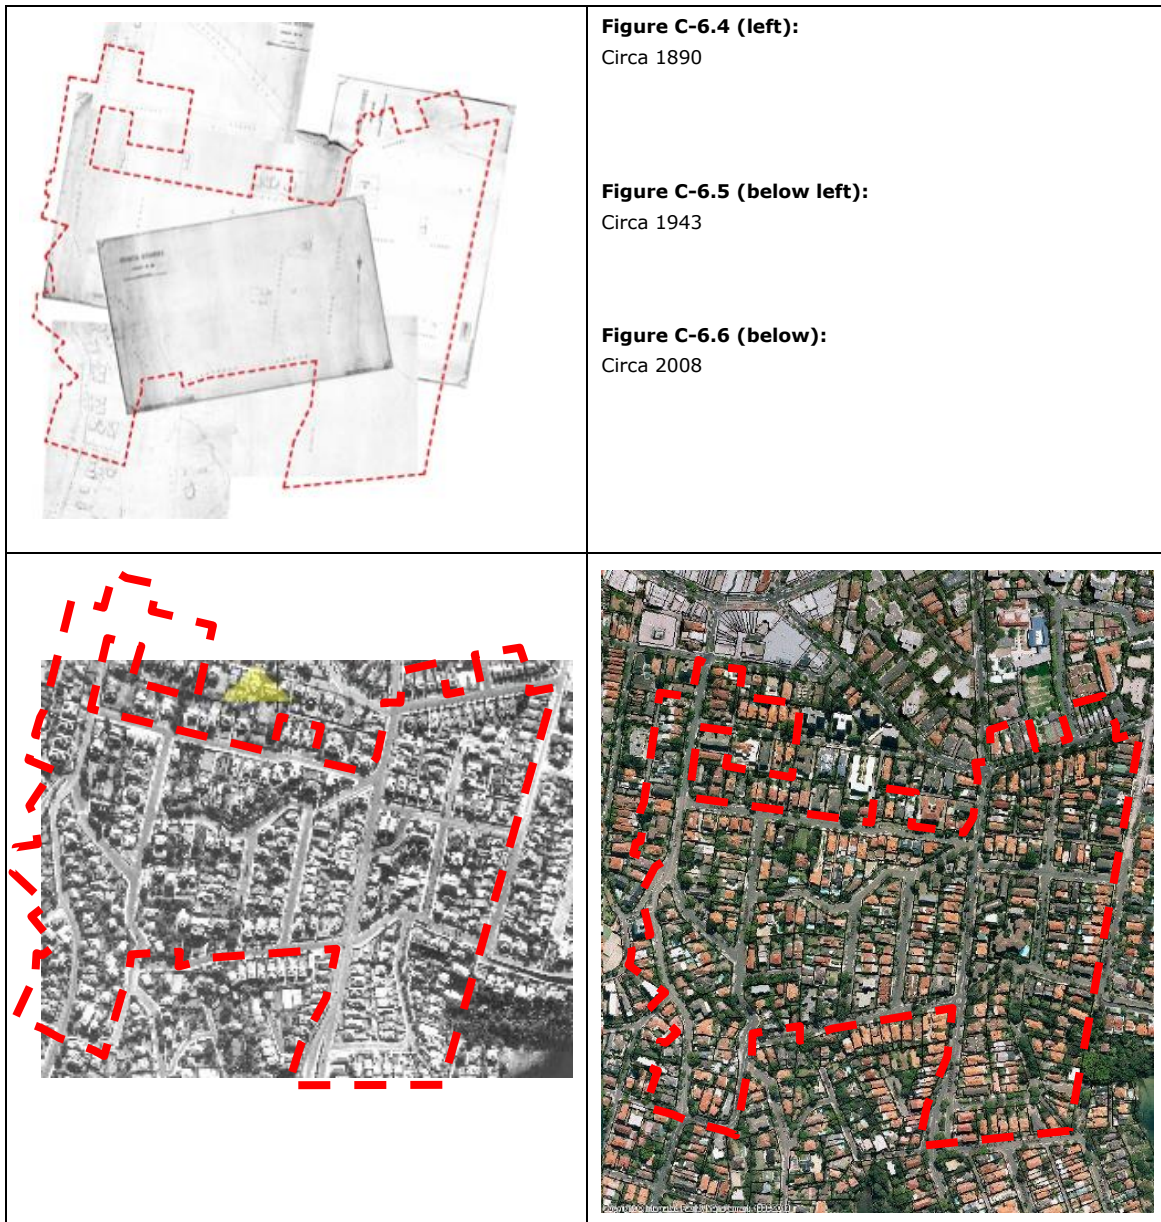 Figure C-6.4 (left):
Circa 1890
Figure C-6.5 (below left):
Circa 1943
Figure C-6.6 (below):
Circa 2008